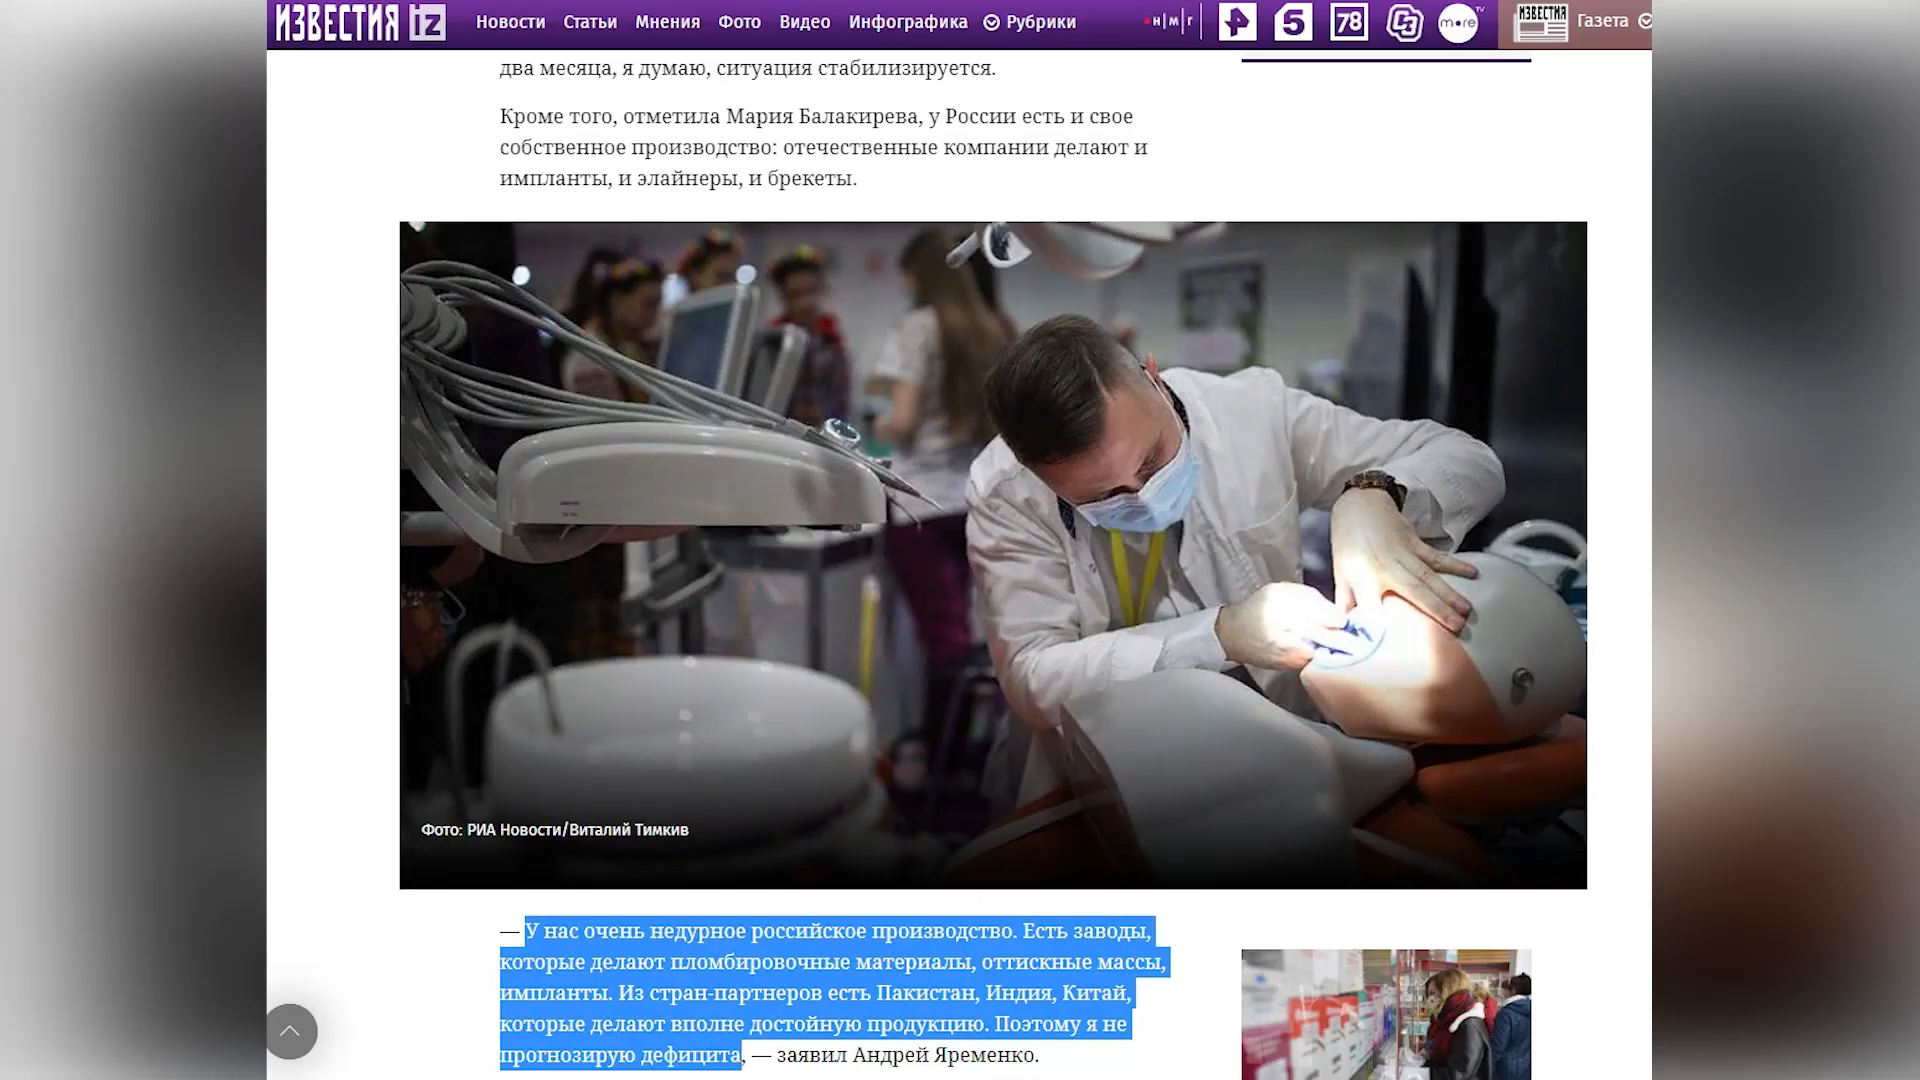 ИЗВЕСТИЯ iz Новости Статьи Мнения Фото Видео Инфографика Рубрики н|м|г 5 78 more TV ИЗВЕСТИЯ Газета
два месяца, я думаю, ситуация стабилизируется.
Кроме того, отметила Мария Балакирева, у России есть и свое
собственное производство: отечественные компании делают и
импланты, и элайнеры, и брекеты.
Фото: РИА Новости/Виталий Тимкив
— У нас очень недурное российское производство. Есть заводы,
которые делают пломбировочные материалы, оттискные массы,
импланты. Из стран-партнеров есть Пакистан, Индия, Китай,
которые делают вполне достойную продукцию. Поэтому я не
прогнозирую дефицита, — заявил Андрей Яременко.